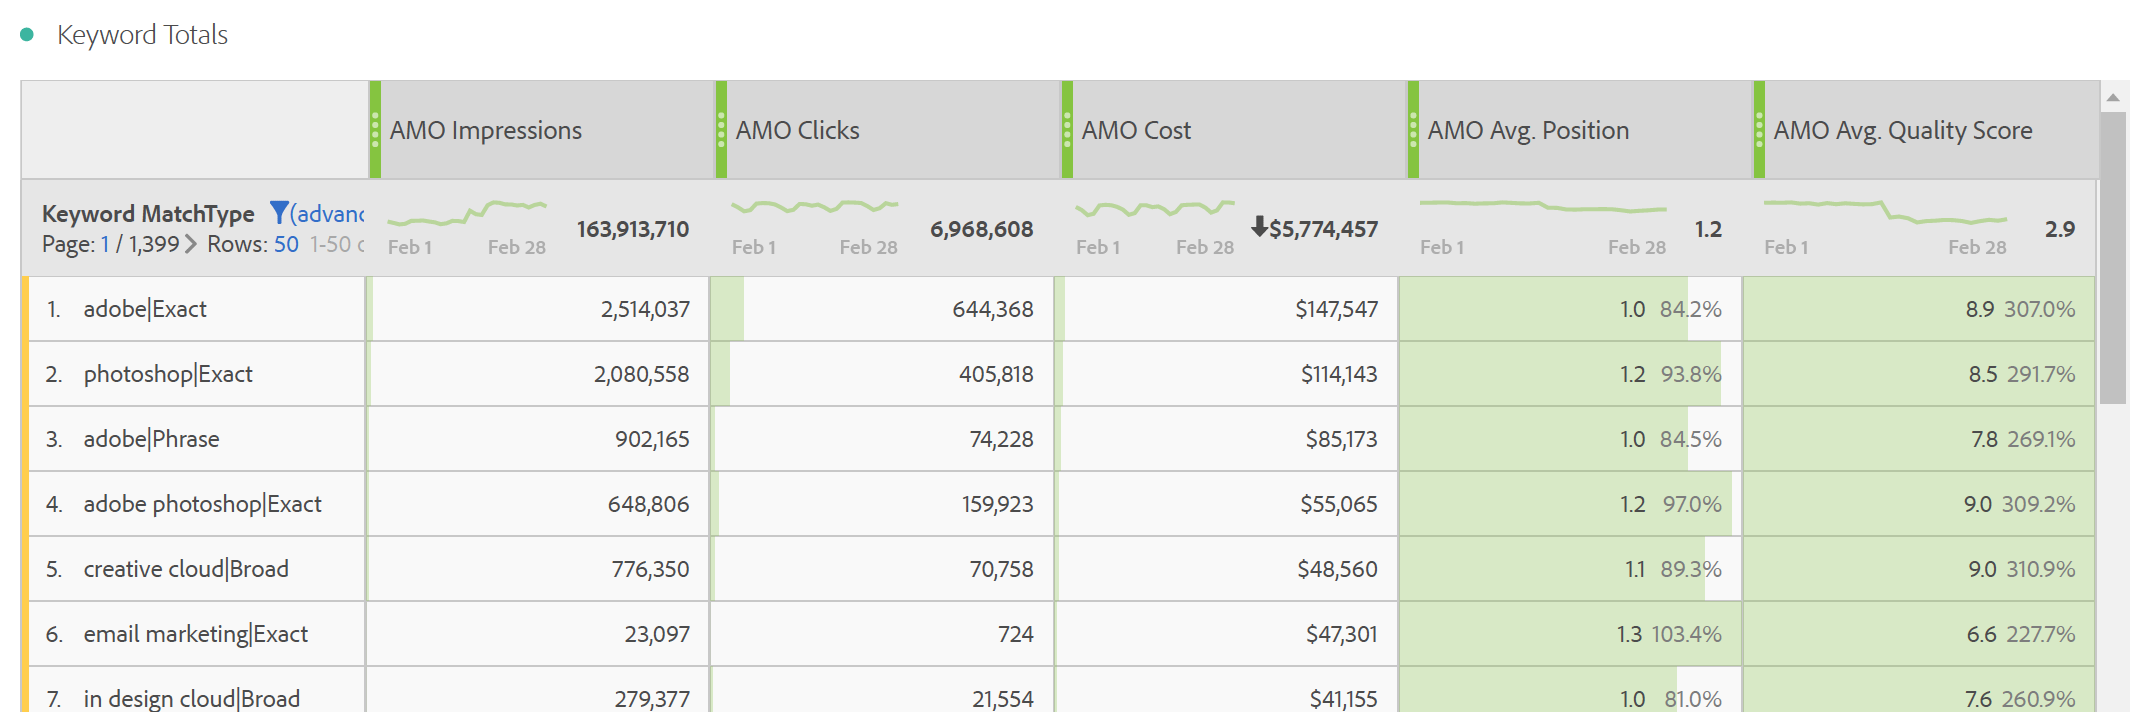 Keyword Totals
AMO Impressions AMO Clicks AMO Cost AMO Avg. Position AMO Avg. Quality Score
Keyword MatchType (advanc
Page: 1 / 1,399 Rows: 50 1-50
Feb 1 Feb 28 163,913,710 Feb 1 Feb 28 6,968,608 Feb 1 Feb 28 $5,774,457 Feb 1 Feb 28 1.2 Feb 1 Feb 28 2.9
1. adobe|Exact 2,514,037 644,368 $147,547 1.0 84.2% 8.9 307.0%
2. photoshop|Exact 2,080,558 405,818 $114,143 1.2 93.8% 8.5 291.7%
3. adobe|Phrase 902,165 74,228 $85,173 1.0 84.5% 7.8 269.1%
4. adobe photoshop|Exact 648,806 159,923 $55,065 1.2 97.0% 9.0 309.2%
5. creative cloud|Broad 776,350 70,758 $48,560 1.1 89.3% 9.0 310.9%
6. email marketing|Exact 23,097 724 $47,301 1.3 103.4% 6.6 227.7%
7. in design cloud|Broad 279,377 21,554 $41,155 1.0 81.0% 7.6 260.9%